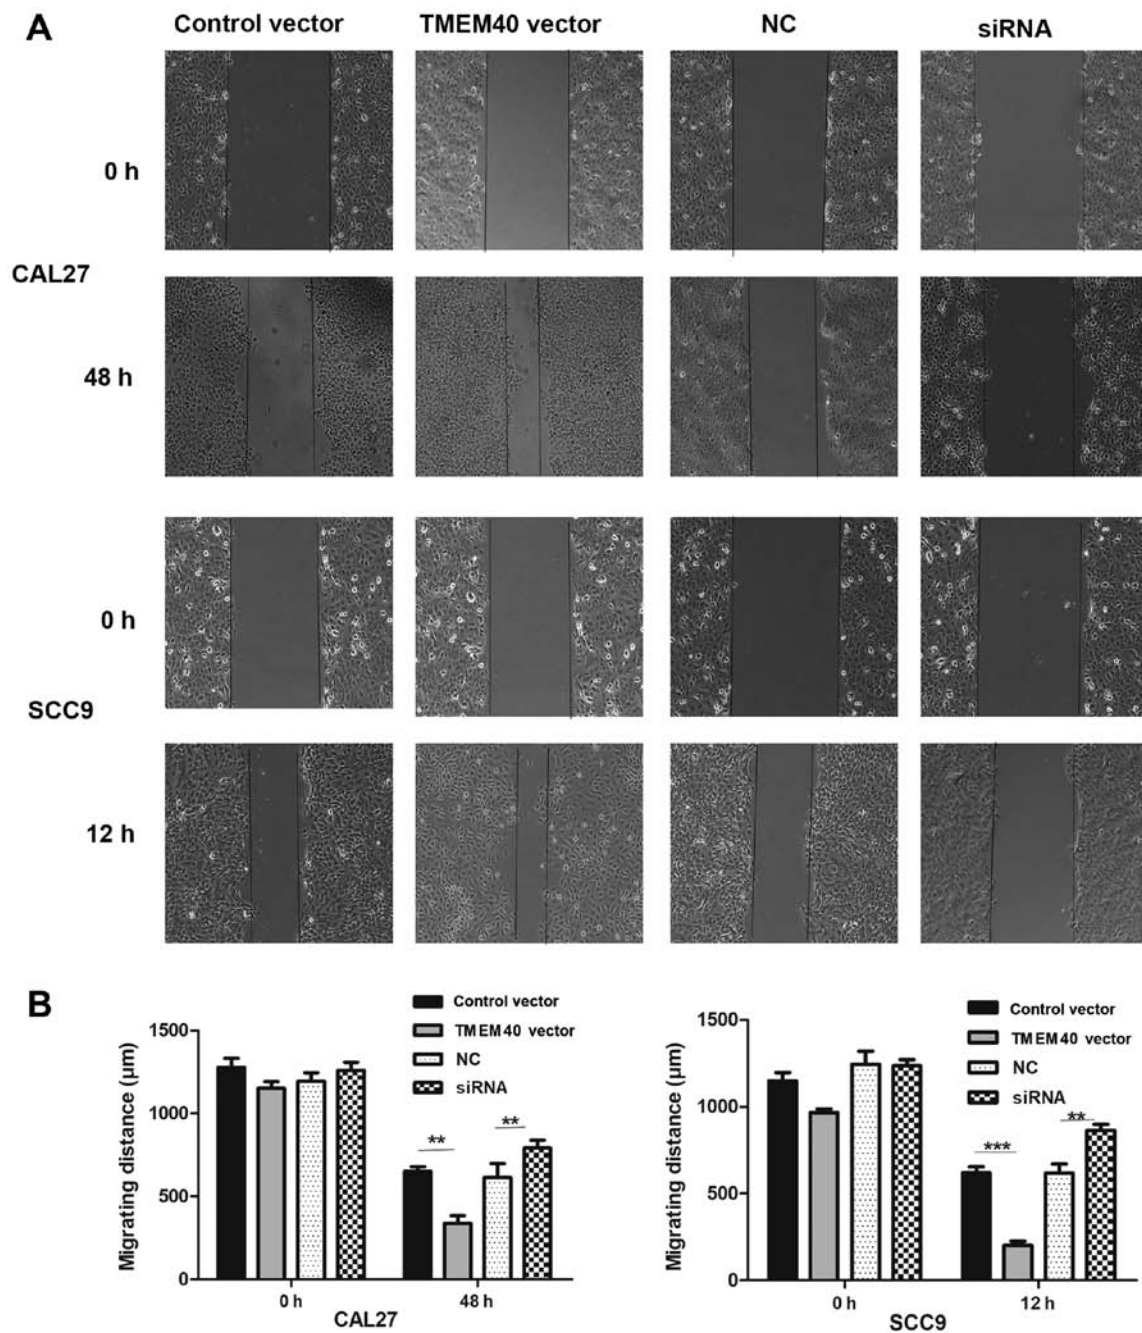 A
Control vector
TMEM40 vector
NC
siRNA
0 h
CAL27
48 h
0 h
SCC9
12 h
B
Control vector
TMEM40 vector
NC
siRNA
1500
1000
500
0
Migrating distance (µm)
**
**
0 h
48 h
CAL27
Control vector
TMEM40 vector
NC
siRNA
1500
1000
500
0
Migrating distance (µm)
***
**
0 h
12 h
SCC9